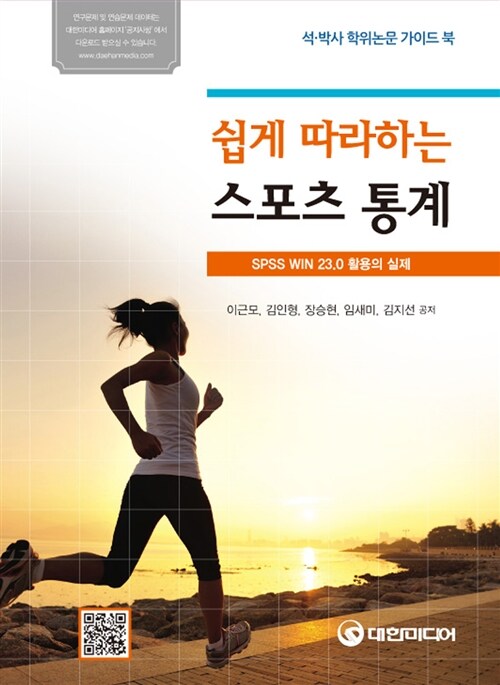 연구문제 및 연습문제 데이터는
대한미디어 홈페이지 '공지사항' 에서
다운로드 받으실 수 있습니다.
www.daehanmedia.com
석·박사 학위논문 가이드 북
쉽게 따라하는
스포츠 통계
SPSS WIN 23.0 활용의 실제
이근모, 김인형, 장승현, 임새미, 김지선 공저
대한미디어